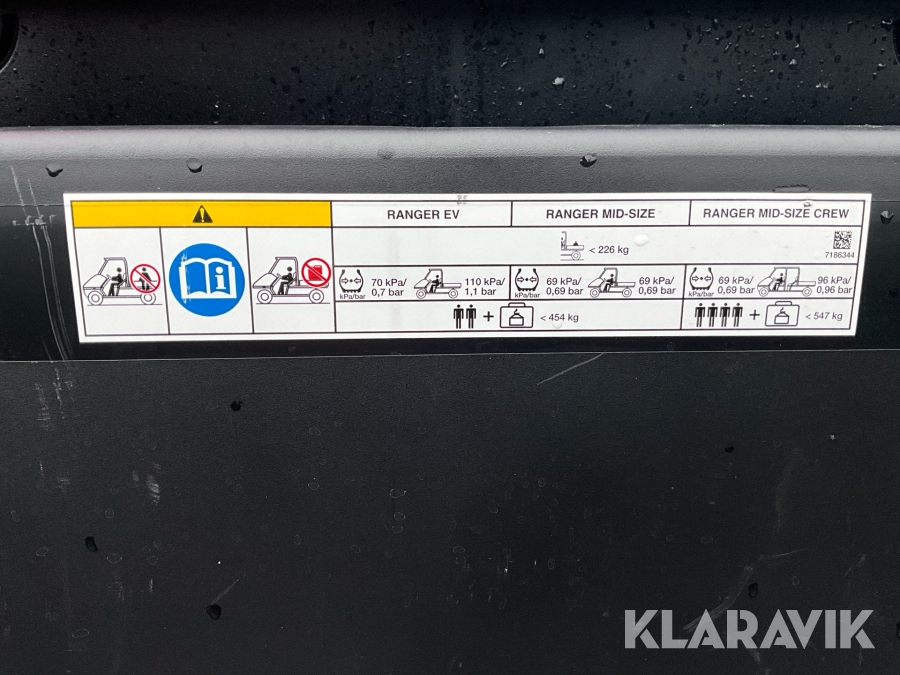 RANGER EV
RANGER MID-SIZE
RANGER MID-SIZE CREW
< 226 kg
7186344
kPa/bar
70 kPa/
0,7 bar
110 kPa/
1,1 bar
kPa/bar
69 kPa/
0,69 bar
69 kPa/
0,69 bar
kPa/bar
69 kPa/
0,69 bar
96 kPa/
0,96 bar
+ < 454 kg
+ < 547 kg
KLARAVIK